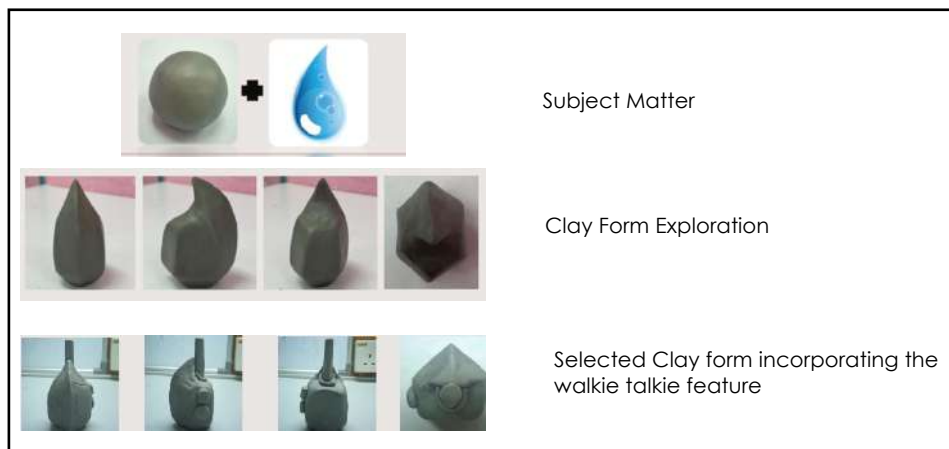 Subject Matter
Clay Form Exploration
Selected Clay form incorporating the
walkie talkie feature